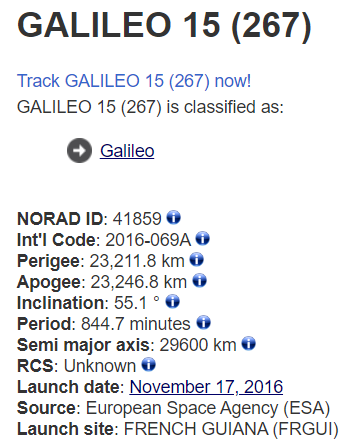 GALILEO 15 (267)
Track GALILEO 15 (267) now!
GALILEO 15 (267) is classified as:
Galileo
NORAD ID: 41859
Int'l Code: 2016-069A
Perigee: 23,211.8 km
Apogee: 23,246.8 km
Inclination: 55.1 °
Period: 844.7 minutes
Semi major axis: 29600 km
RCS: Unknown
Launch date: November 17, 2016
Source: European Space Agency (ESA)
Launch site: FRENCH GUIANA (FRGUI)